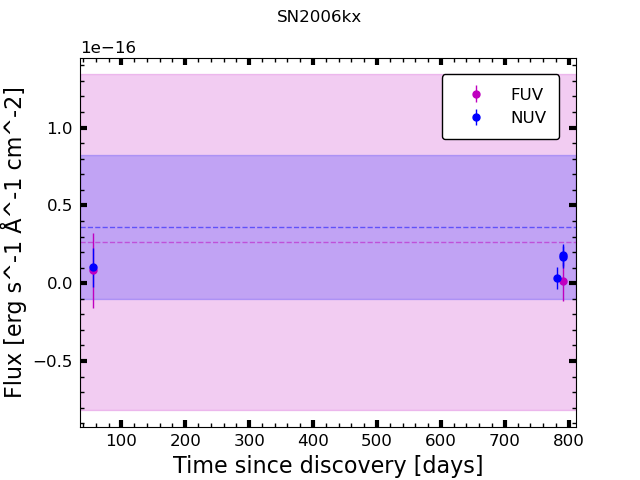 SN2006kx
1e−16
FUV
NUV
1.0
0.5
0.0
−0.5
Flux [erg s^-1 Å^-1 cm^-2]
100 200 300 400 500 600 700 800
Time since discovery [days]